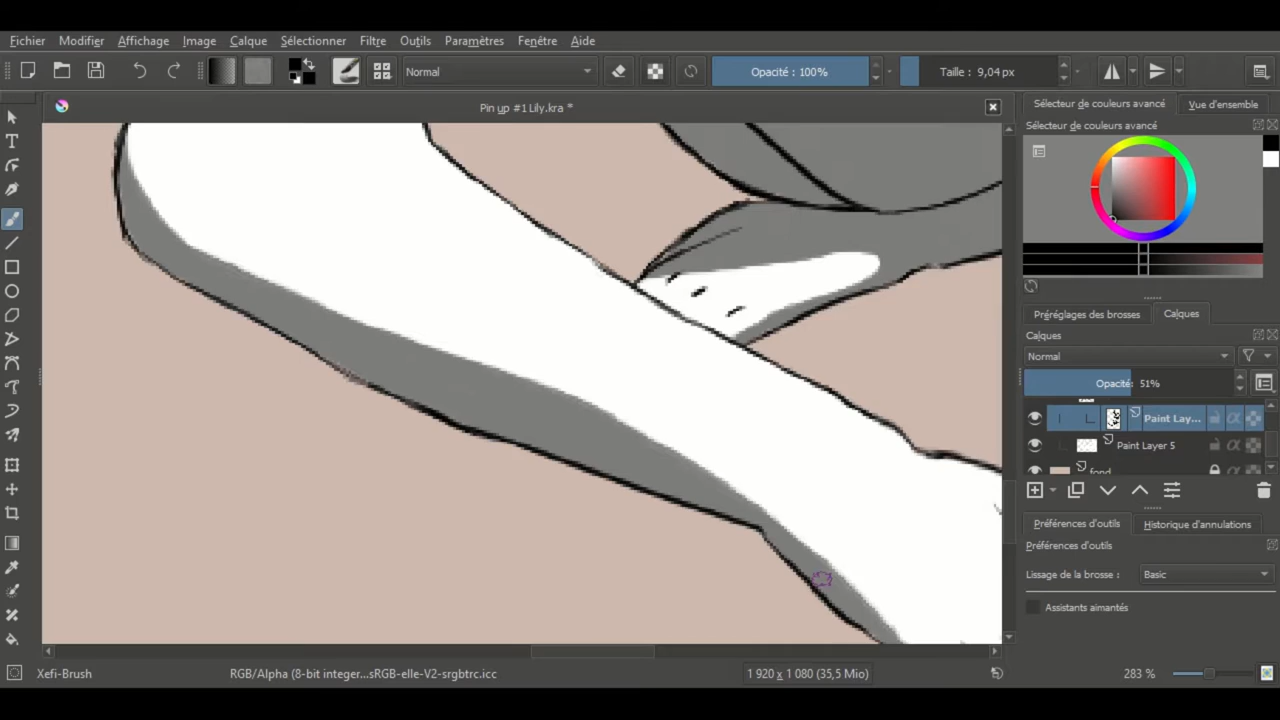 Fichier Modifier Affichage Image Calque Sélectionner Filtre Outils Paramètres Fenêtre Aide
Normal Opacité : 100% Taille : 9,04 px
Pin up #1 Lily.kra *
Sélecteur de couleurs avancé Vue d'ensemble
Sélecteur de couleurs avancé
Préréglages des brosses Calques
Calques
Normal
Opacité: 51%
Paint Lay...
Paint Layer 5
fond
Préférences d'outils Historique d'annulations
Préférences d'outils
Lissage de la brosse : Basic
Assistants aimantés
Xefi-Brush RGB/Alpha (8-bit integer...sRGB-elle-V2-srgbtrc.icc 1 920 x 1 080 (35,5 Mio) 283 %